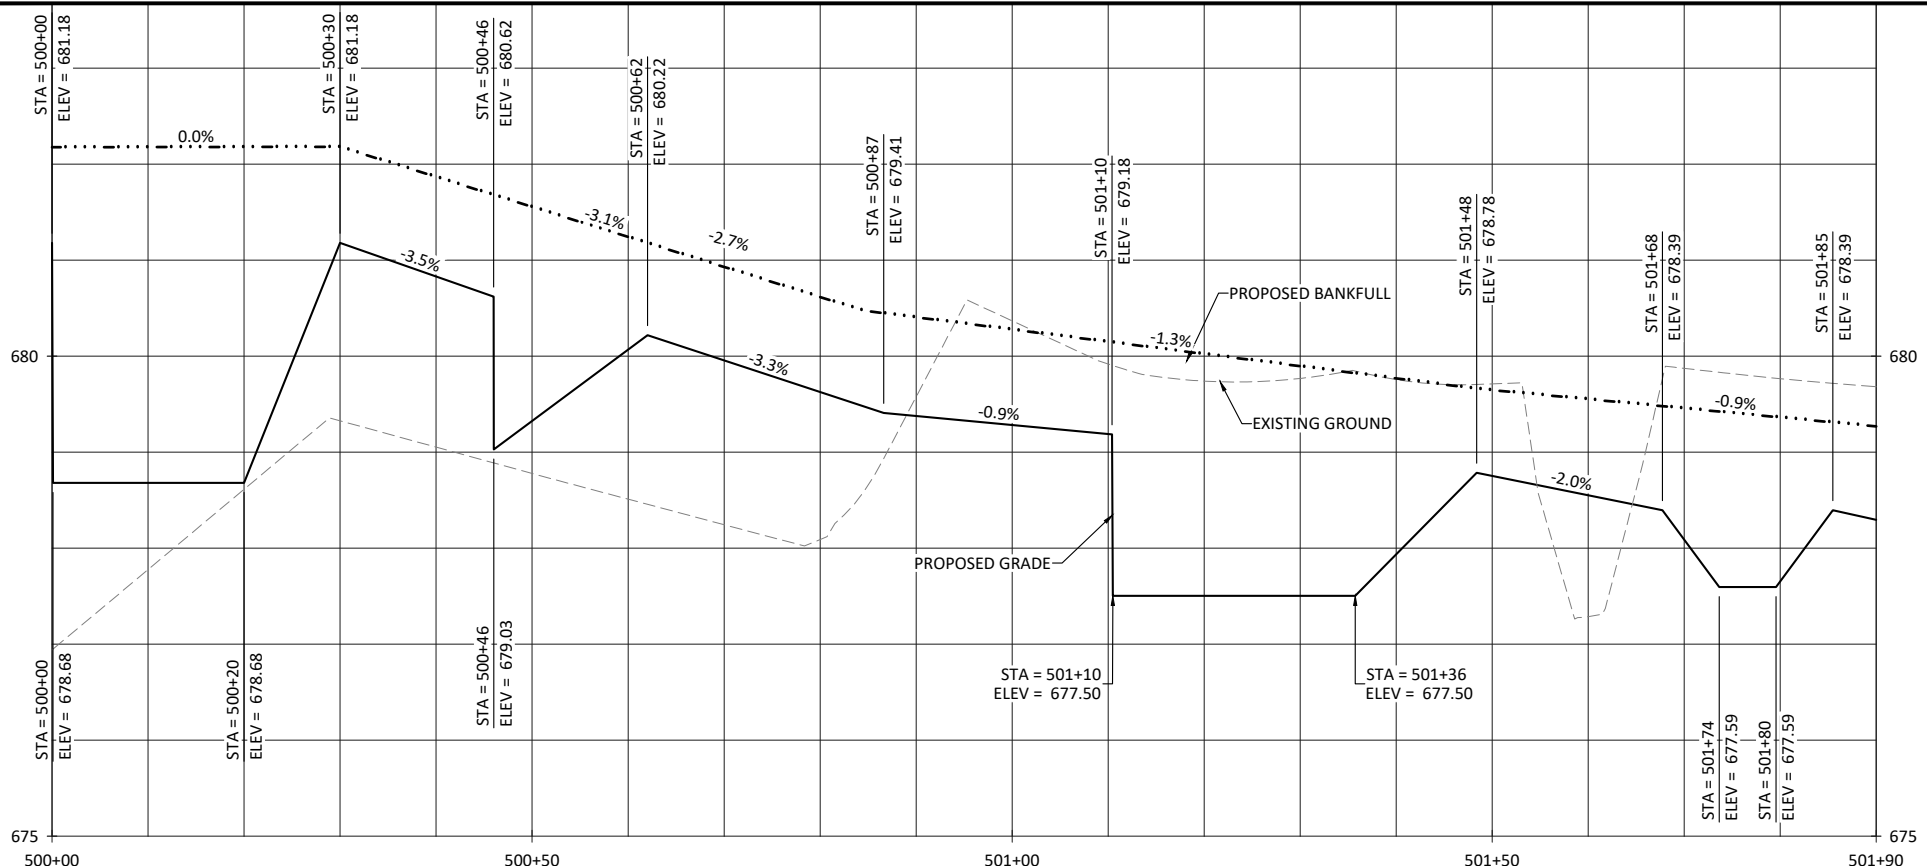 STA = 500+00
ELEV = 681.18
STA = 500+30
ELEV = 681.18
STA = 500+46
ELEV = 680.62
STA = 500+62
ELEV = 680.22
STA = 500+87
ELEV = 679.41
STA = 501+10
ELEV = 679.18
STA = 501+48
ELEV = 678.78
STA = 501+68
ELEV = 678.39
STA = 501+85
ELEV = 678.39
0.0%
-3.1%
-2.7%
-3.5%
PROPOSED BANKFULL
-1.3%
680
680
-3.3%
-0.9%
-0.9%
EXISTING GROUND
-2.0%
PROPOSED GRADE
STA = 500+00
ELEV = 678.68
STA = 500+20
ELEV = 678.68
STA = 500+46
ELEV = 679.03
STA = 501+10
ELEV = 677.50
STA = 501+36
ELEV = 677.50
STA = 501+74
ELEV = 677.59
STA = 501+80
ELEV = 677.59
675
675
500+00
500+50
501+00
501+50
501+90